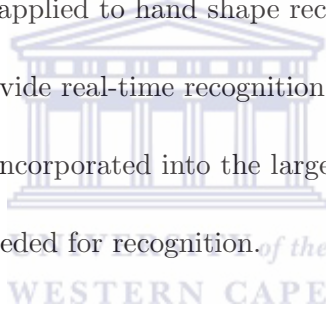 applied to hand shape rec
vide real-time recognition
ncorporated into the large
eded for recognition.
UNIVERSITY of the
WESTERN CAPE